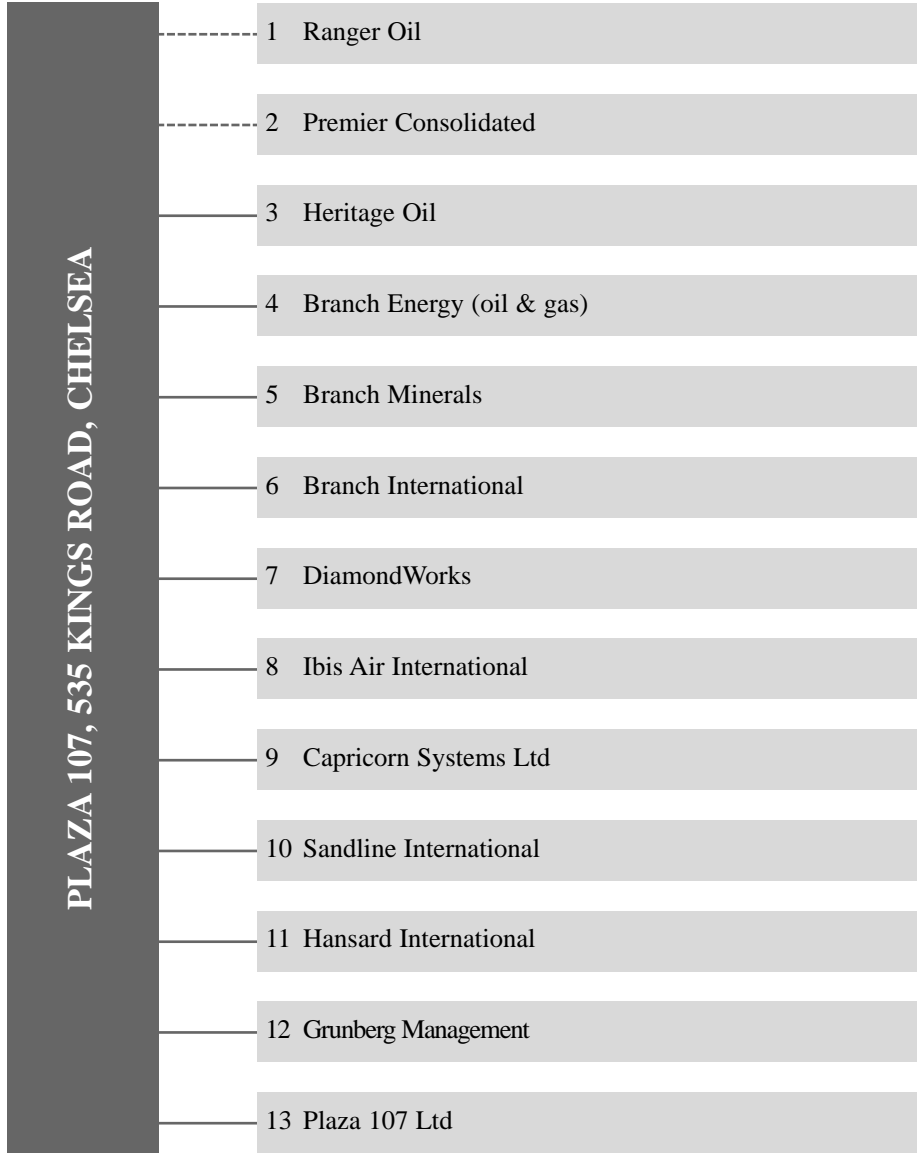 PLAZA 107, 535 KINGS ROAD, CHELSEA
1 Ranger Oil
2 Premier Consolidated
3 Heritage Oil
4 Branch Energy (oil & gas)
5 Branch Minerals
6 Branch International
7 DiamondWorks
8 Ibis Air International
9 Capricorn Systems Ltd
10 Sandline International
11 Hansard International
12 Grunberg Management
13 Plaza 107 Ltd